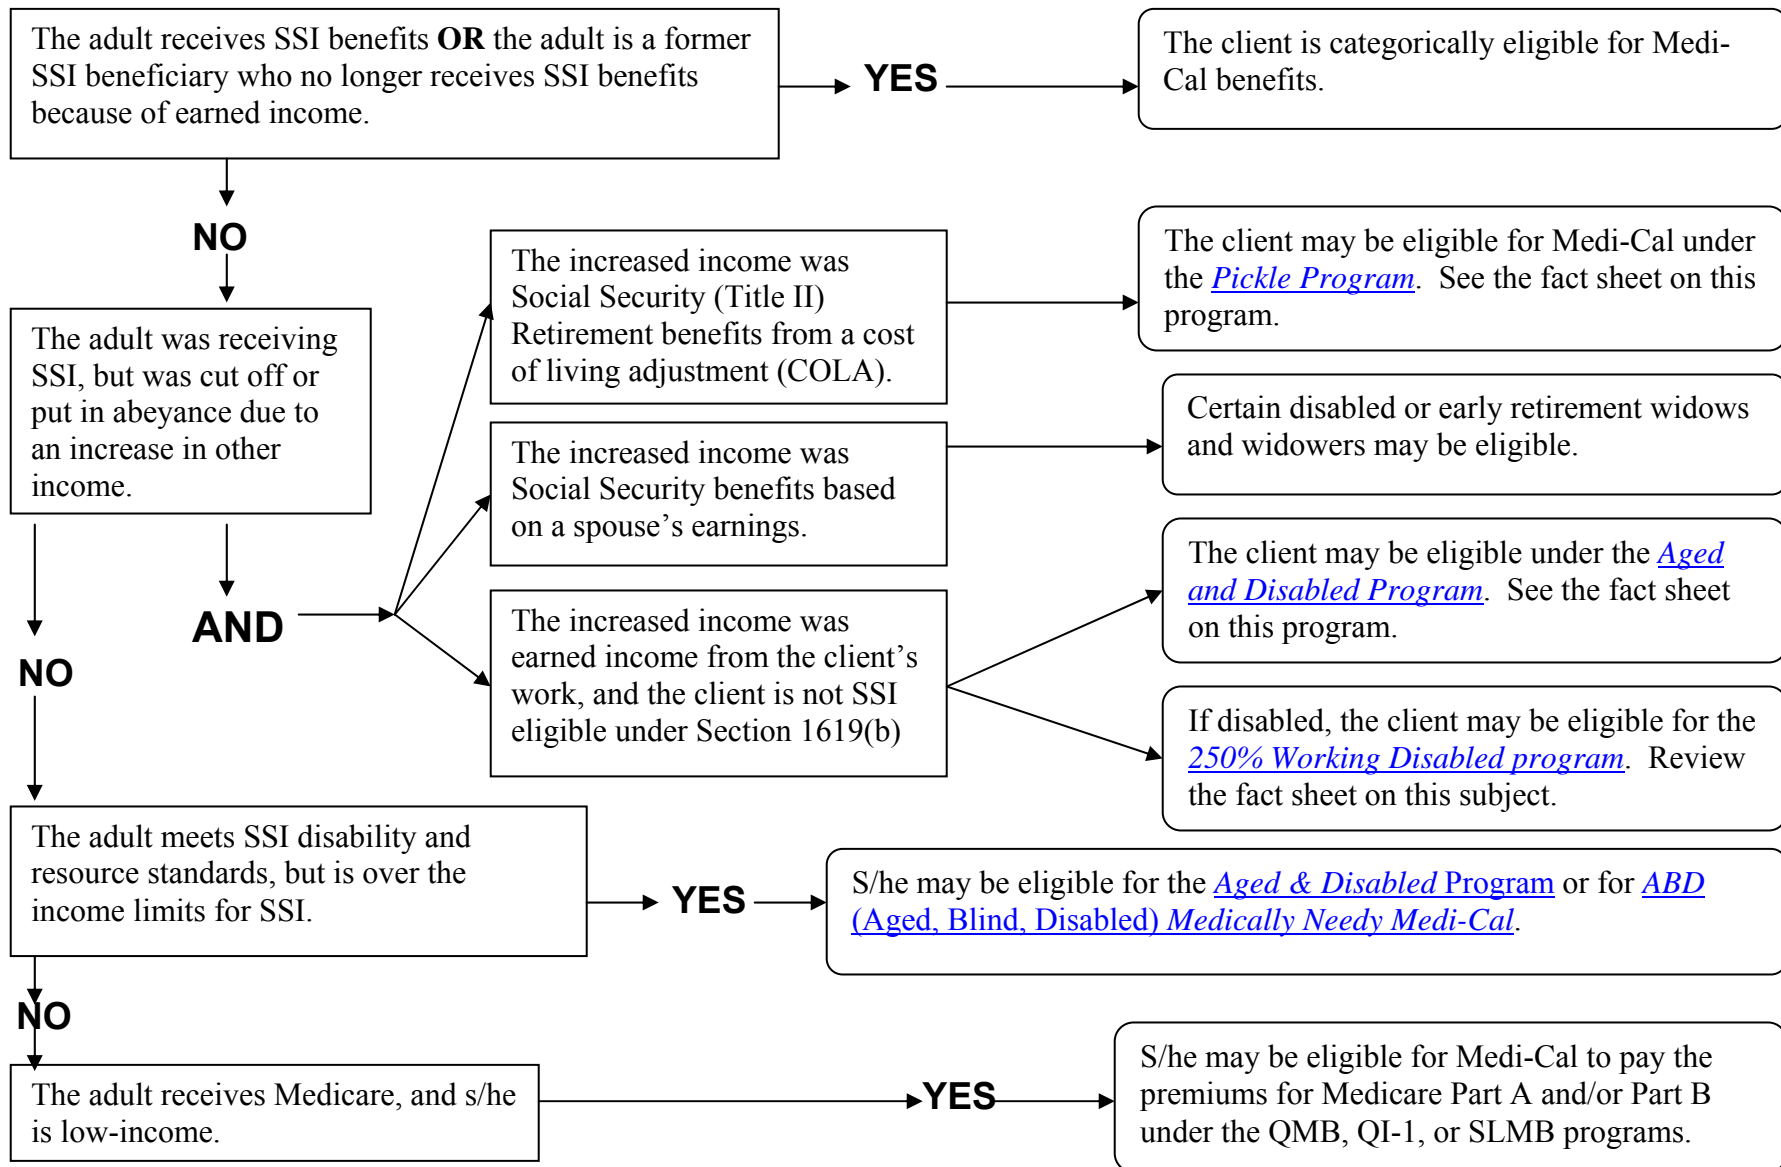 The adult receives SSI benefits OR the adult is a former
SSI beneficiary who no longer receives SSI benefits
because of earned income.
YES
The client is categorically eligible for Medi-
Cal benefits.
NO
The adult was receiving
SSI, but was cut off or
put in abeyance due to
an increase in other
income.
AND
The increased income was
Social Security (Title II)
Retirement benefits from a cost
of living adjustment (COLA).
The client may be eligible for Medi-Cal under
the Pickle Program. See the fact sheet on this
program.
The increased income was
Social Security benefits based
on a spouse’s earnings.
Certain disabled or early retirement widows
and widowers may be eligible.
The increased income was
earned income from the client’s
work, and the client is not SSI
eligible under Section 1619(b)
The client may be eligible under the Aged
and Disabled Program. See the fact sheet
on this program.
If disabled, the client may be eligible for the
250% Working Disabled program. Review
the fact sheet on this subject.
NO
The adult meets SSI disability and
resource standards, but is over the
income limits for SSI.
YES
S/he may be eligible for the Aged & Disabled Program or for ABD
(Aged, Blind, Disabled) Medically Needy Medi-Cal.
NO
The adult receives Medicare, and s/he
is low-income.
YES
S/he may be eligible for Medi-Cal to pay the
premiums for Medicare Part A and/or Part B
under the QMB, QI-1, or SLMB programs.